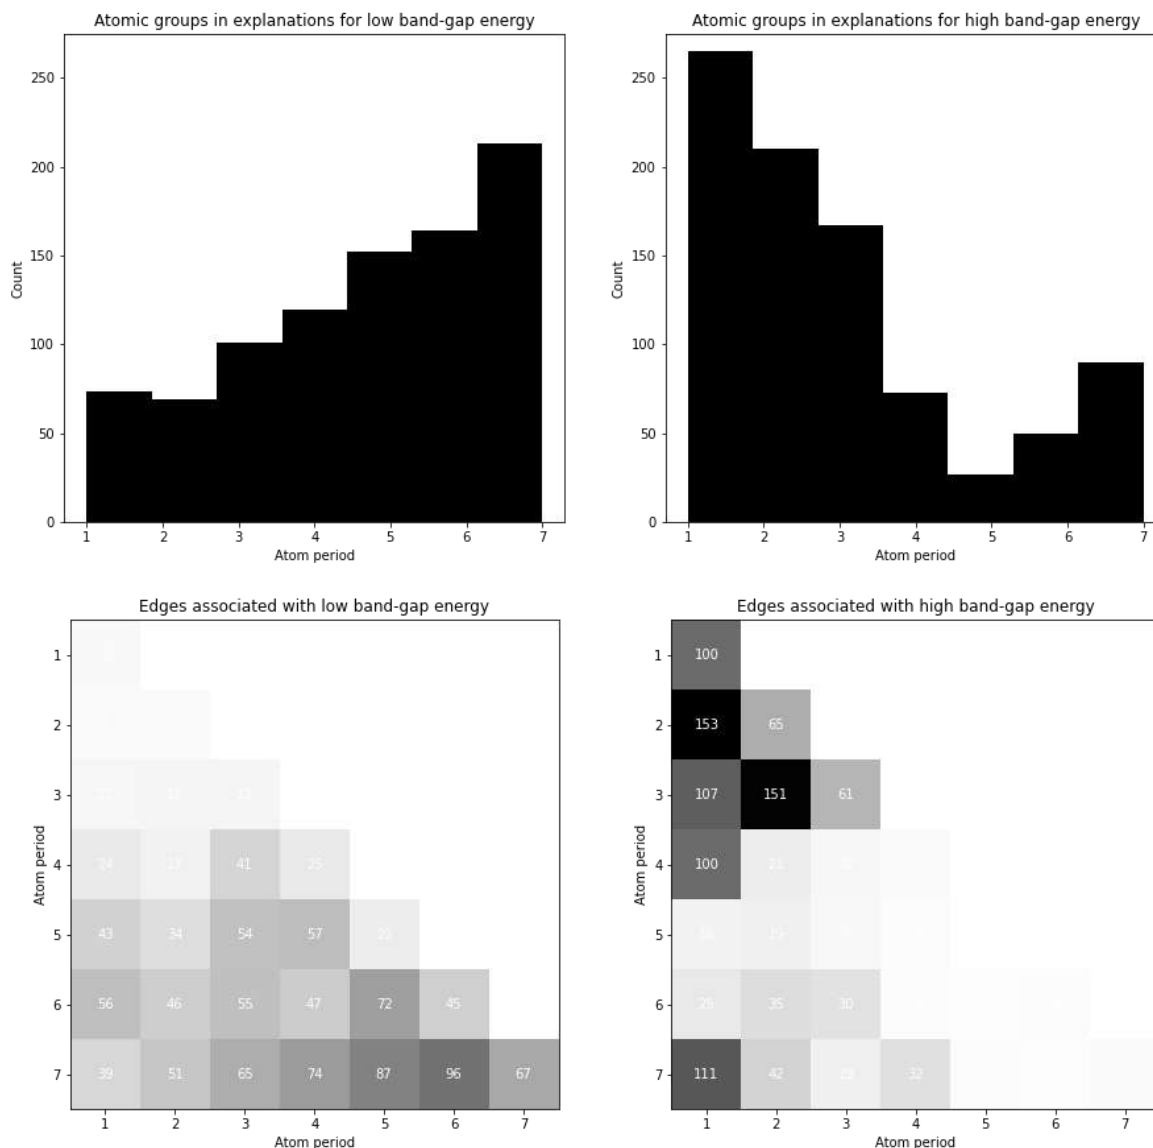 Atomic groups in explanations for low band-gap energy
Atomic groups in explanations for high band-gap energy
250
200
150
100
50
0
Count
1 2 3 4 5 6 7
Atom period
250
200
150
100
50
0
Count
1 2 3 4 5 6 7
Atom period
Edges associated with low band-gap energy
Edges associated with high band-gap energy
Atom period
1
2
3
4 24 41 25
5 43 34 54 57
6 56 46 55 47 72 45
7 39 51 65 74 87 96 67
1 2 3 4 5 6 7
Atom period
Atom period
1 100
2 153 65
3 107 151 61
4 100 21
5 19
6 35 30
7 111 42 32
1 2 3 4 5 6 7
Atom period